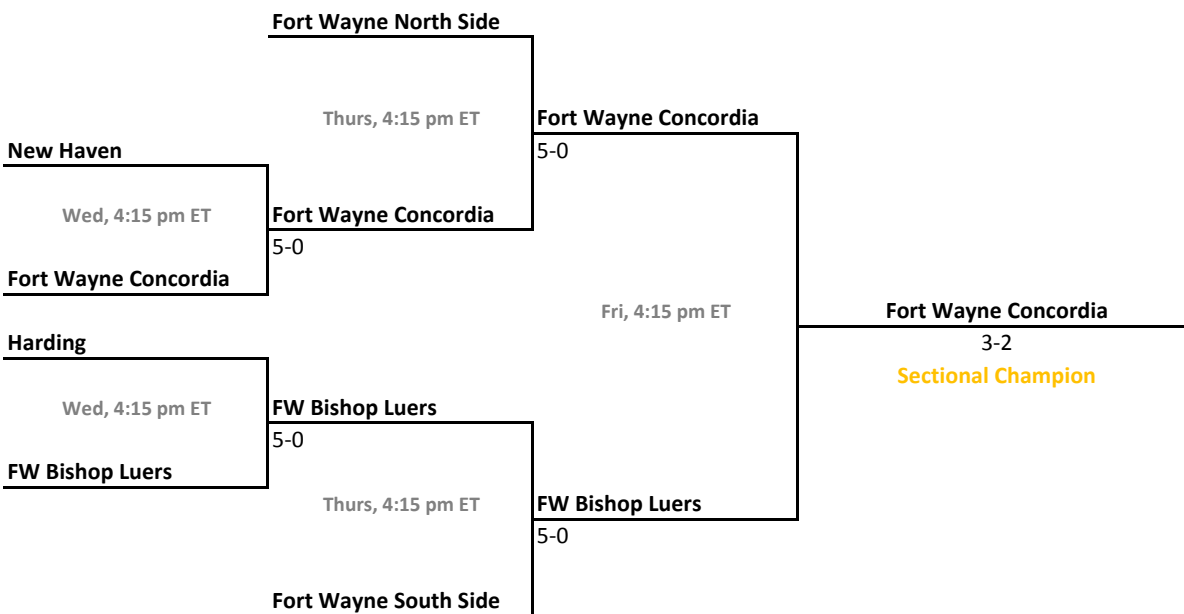 Fort Wayne North Side
Thurs, 4:15 pm ET
Fort Wayne Concordia
5-0
New Haven
Wed, 4:15 pm ET
Fort Wayne Concordia
5-0
Fort Wayne Concordia
Fri, 4:15 pm ET
Fort Wayne Concordia
3-2
Sectional Champion
Harding
Wed, 4:15 pm ET
FW Bishop Luers
5-0
FW Bishop Luers
Thurs, 4:15 pm ET
FW Bishop Luers
5-0
Fort Wayne South Side